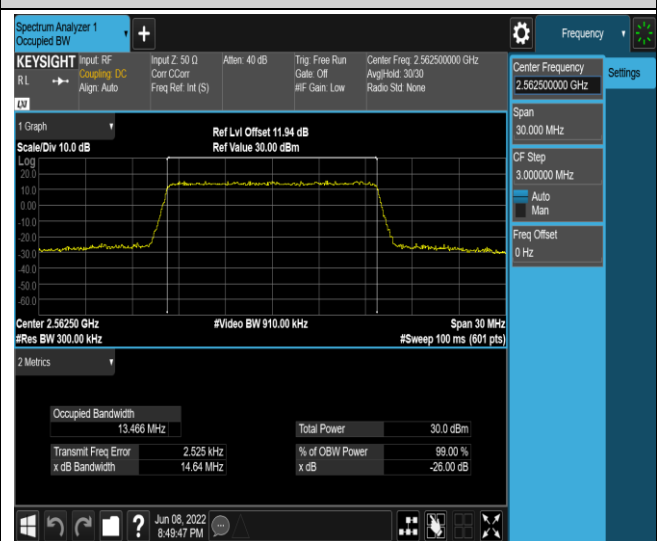 Spectrum Analyzer 1
Occupied BW
Frequency
KEYSIGHT
Input: RF
Coupling: DC
Align: Auto
RL
LXI
Input Z: 50 Ω
Corr CCorr
Freq Ref: Int (S)
Atten: 40 dB
Trig: Free Run
Gate: Off
#IF Gain: Low
Center Freq: 2.562500000 GHz
Avg|Hold: 30/30
Radio Std: None
Center Frequency
2.562500000 GHz
Settings
Span
30.000 MHz
CF Step
3.000000 MHz
Auto
Man
Freq Offset
0 Hz
1 Graph
Scale/Div 10.0 dB
Ref Lvl Offset 11.94 dB
Ref Value 30.00 dBm
Log
20.0
10.0
0.00
-10.0
-20.0
-30.0
-40.0
-50.0
-60.0
Center 2.56250 GHz
#Video BW 910.00 kHz
Span 30 MHz
#Res BW 300.00 kHz
#Sweep 100 ms (601 pts)
2 Metrics
Occupied Bandwidth
13.466 MHz
Total Power 30.0 dBm
Transmit Freq Error 2.525 kHz
% of OBW Power 99.00 %
x dB Bandwidth 14.64 MHz
x dB -26.00 dB
?
Jun 08, 2022
8:49:47 PM